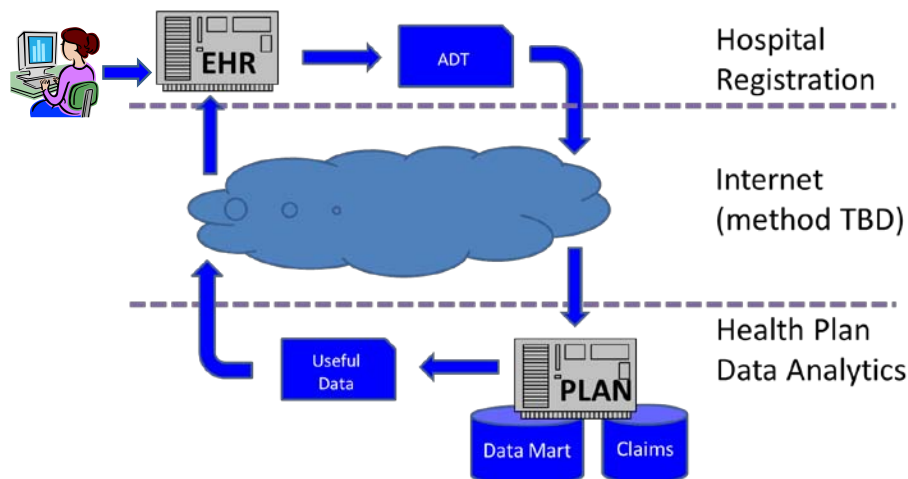 EHR
ADT
Hospital
Registration
Internet
(method TBD)
Health Plan
Data Analytics
Useful
Data
PLAN
Data Mart
Claims